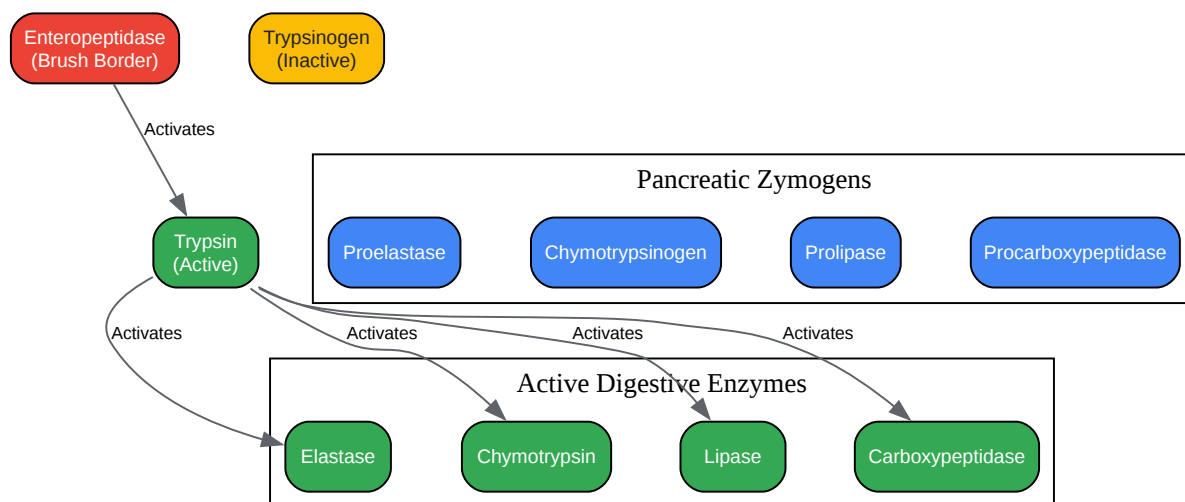 Enteropeptidase
(Brush Border)
Trypsinogen
(Inactive)
Activates
Pancreatic Zymogens
Trypsin
(Active)
Proelastase
Chymotrypsinogen
Prolipase
Procarboxypeptidase
Activates
Activates
Activates
Activates
Active Digestive Enzymes
Elastase
Chymotrypsin
Lipase
Carboxypeptidase